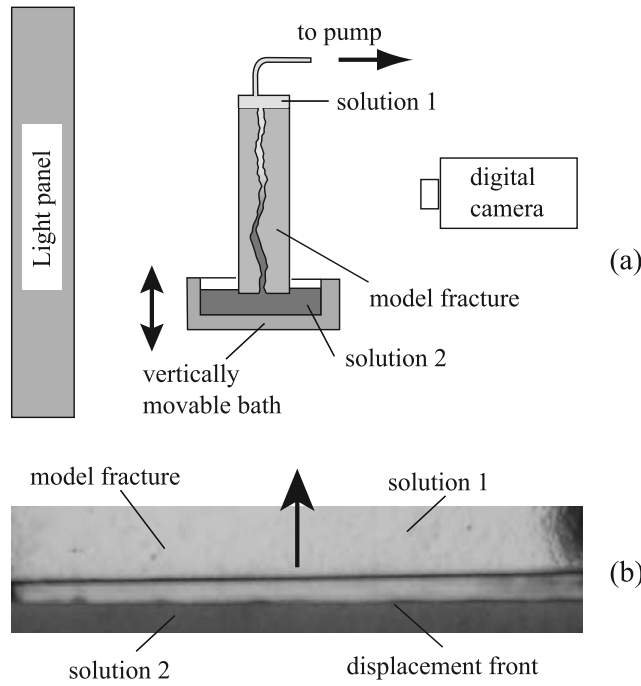 to pump
solution 1
Light panel
digital
camera
(a)
model fracture
solution 2
vertically
movable bath
model fracture
solution 1
(b)
solution 2
displacement front